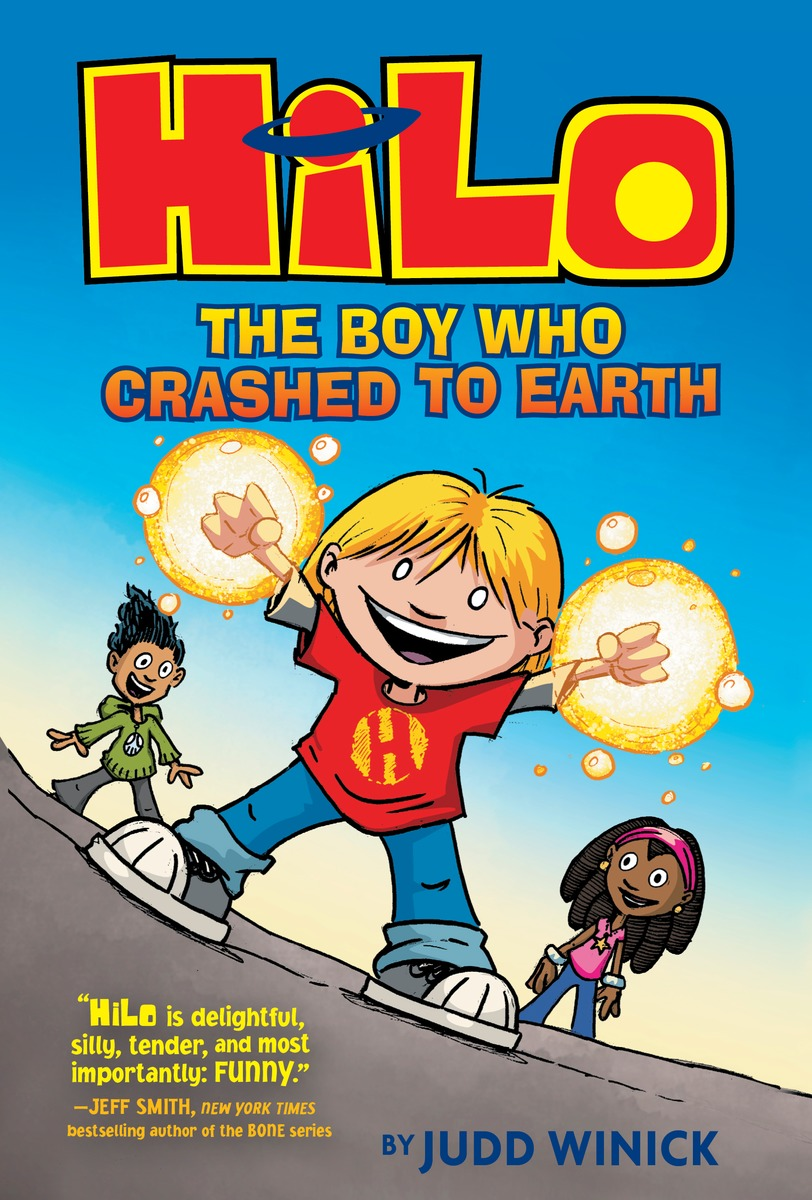 HiLo
THE BOY WHO
CRASHED TO EARTH
H
“HiLo is delightful,
silly, tender, and most
importantly: FUNNY.”
—JEFF SMITH, NEW YORK TIMES
bestselling author of the BONE series
BY JUDD WINICK